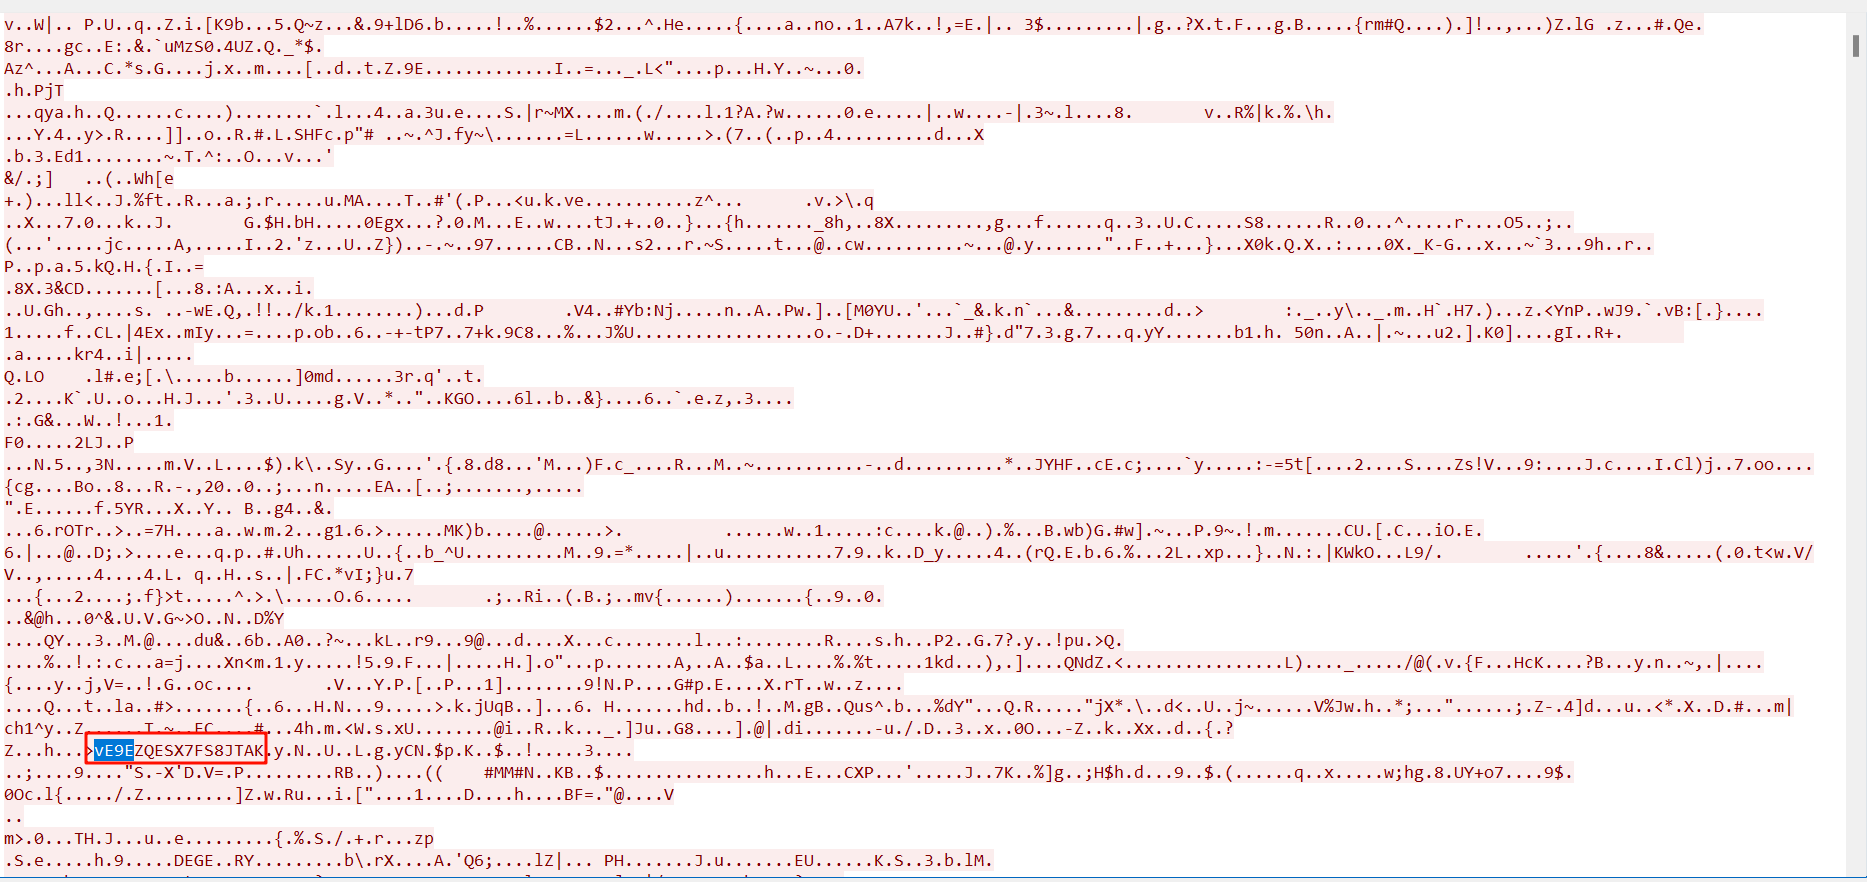 v..W|.. P.U..q..Z.i.[K9b...5.Q~z...&.9+lD6.b.....!..%......$2...^.He.....{....a..no..1..A7k..!,=E.|.. 3$.........|.g..?X.t.F...g.B.....{rm#Q....).]!..,...)Z.lG .z...#.Qe.
8r....gc..E:.&.`uMzS0.4UZ.Q._*$.
Az^...A...C.*s.G....j.x..m....[..d..t.Z.9E.............I..=..._.L<"....p...H.Y..~...0.
.h.PjT
...qya.h..Q......c....)........`.l...4..a.3u.e....S.|r~MX....m.(./....l.1?A.?w......0.e.....|..w....-|.3~.l....8.       v..R%|k.%.\h.
...Y.4..y>.R....]]..o..R.#.L.SHFc.p"# ..~.^J.fy~\.......=L......w.....>.(7..(..p..4..........d...X
.b.3.Ed1........~.T.^:..O...v...'
&/.;]   ..(..Wh[e
+.)...ll<..J.%ft..R...a.;.r.....u.MA....T..#'(.P...<u.k.ve...........z^...      .v.>\.q
..X...7.0...k..J.       G.$H.bH.....0Egx...?.0.M...E..w....tJ.+..0..}...{h......._8h,..8X.........,g...f......q..3..U.C.....S8......R..0...^.....r....O5..;..
(...'.....jc.....A,.....I..2.'z...U..Z})..-.~..97......CB..N...s2...r.~S.....t...@..cw..........~...@.y......."..F..+...}...X0k.Q.X..:....0X._K-G...x...~`3...9h..r..
P..p.a.5.kQ.H.{.I..=
.8X.3&CD.......[...8.:A...x..i.
..U.Gh..,....s. ..-wE.Q,.!!../k.1........)...d.P        .V4..#Yb:Nj.....n..A..Pw.]..[M0YU..'...`_&.k.n`...&.........d..>        :._..y\.._.m..H`.H7.)...z.<YnP..wJ9.`.vB:[.}....
1.....f..CL.|4Ex..mIy...=....p.ob..6..-+-tP7..7+k.9C8...%...J%U..................o.-.D+.......J..#}.d"7.3.g.7...q.yY.......b1.h. 50n..A..|.~...u2.].K0]....gI..R+.
.a.....kr4..i|.....
Q.LO    .l#.e;[.\.....b......]0md......3r.q'..t.
.2....K`.U..o...H.J...'.3..U.....g.V..*.."..KGO....6l..b..&}....6..`.e.z,.3....
.:.G&...W..!...1.
F0.....2LJ..P
...N.5..,3N.....m.V..L....$).k\..Sy..G....'.{.8.d8...'M...)F.c_....R...M..~...........-..d..........*..JYHF..cE.c;....`y.....:-=5t[....2....S....Zs!V...9:....J.c....I.Cl)j..7.oo....
{cg....Bo..8...R.-.,20..0..;...n.....EA..[..;.......,.....
".E......f.5YR...X..Y.. B..g4..&.
...6.rOTr..>..=7H....a..w.m.2...g1.6.>......MK)b.....@......>.          ......w..1.....:c....k.@..).%...B.wb)G.#w].~...P.9~.!.m.......CU.[.C...iO.E.
6.|...@..D;.>....e...q.p..#.Uh......U..{..b_^U..........M..9.=*.....|..u...........7.9..k..D_y.....4..(rQ.E.b.6.%...2L..xp...}..N.:.|KWkO...L9/.        .....'.{....8&.....(.0.t<w.V/
V..,.....4....4.L. q..H..s..|.FC.*vI;}u.7
...{...2....;.f}>t.....^.>.\.....O.6.....       .;..Ri..(.B.;..mv{......).......{..9..0.
..&@h...0^&.U.V.G~>O..N..D%Y
....QY...3..M.@....du&..6b..A0..?~...kL..r9...9@...d....X...c........l...:........R....s.h...P2..G.7?.y..!pu.>Q.
....%..!.:.c...a=j....Xn<m.1.y.....!5.9.F...|.....H.].o"...p.......A,..A..$a..L....%.%t.....1kd...),.]....QNdZ.<................L)...._...../@(.v.{F...HcK....?B...y.n..~,.|....
{....y..j,V=..!.G..oc....       .V...Y.P.[..P...1]........9!N.P....G#p.E....X.rT..w..z....
....Q...t..la..#>.......{..6...H.N...9.....>.k.jUqB..]...6. H.......hd..b..!..M.gB..Qus^.b...%dY"...Q.R....."jX*.\..d<..U..j~......V%Jw.h..*;..."......;.Z-.4]d...u..<*.X..D.#...m|
ch1^y..Z......T.~..FC...#...4h.m.<W.s.xU........@i..R..k..._.]Ju..G8....].@|.di.......-u./.D..3..x..0O....-Z..k..Xx..d..{.?
Z...h...>vE9EZQESX7FS8JTAK.y.N..U..L.g.yCN.$p.K..$..!.....3....
..;....9...."S.-X'D.V=.P.........RB..)....((    #MM#N..KB..$................h...E...CXP...'.....J..7K..%]g..;H$h.d...9..$.(......q..x.....w;hg.8.UY+o7....9$.
0Oc.l{...../.Z.........]Z.w.Ru...i.["....1....D....h....BF=."@....V
..
m>.0...TH.J...u..e.........{.%.S./.+.r...zp
.S.e.....h.9.....DEGE..RY.........b\.rX....A.'Q6;....lZ|... PH.......J.u.......EU......K.S..3.b.lM.